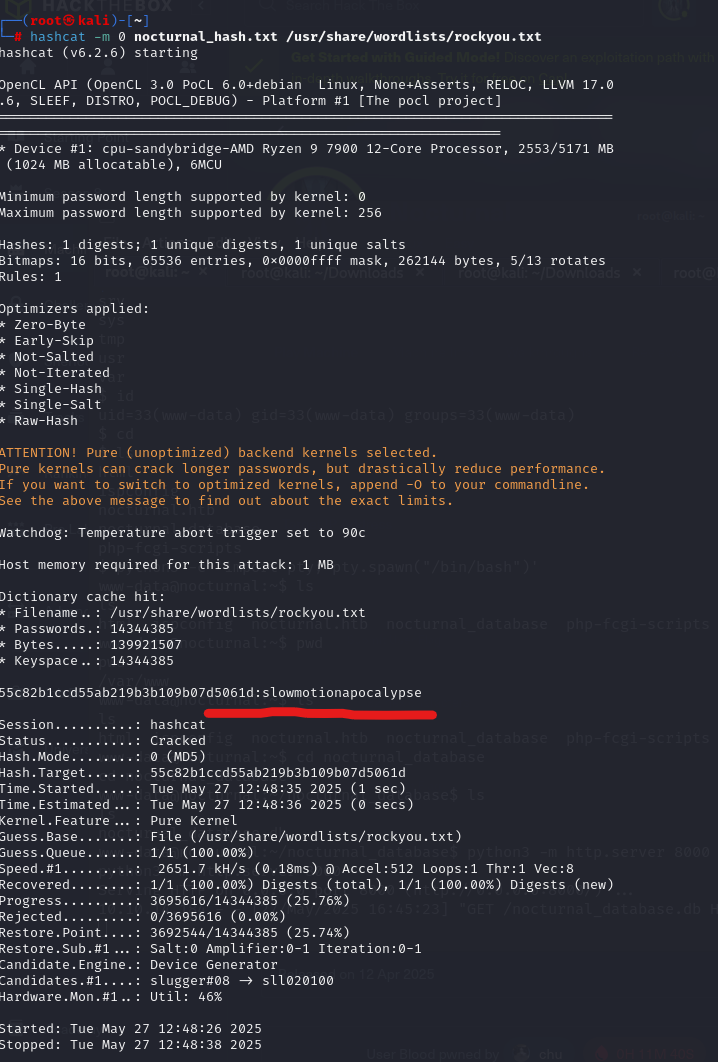 HACKTHEBOX
┌──(root㉿kali)-[~]
└─# hashcat -m 0 nocturnal_hash.txt /usr/share/wordlists/rockyou.txt
hashcat (v6.2.6) starting
OpenCL API (OpenCL 3.0 PoCL 6.0+debian  Linux, None+Asserts, RELOC, LLVM 17.0
.6, SLEEF, DISTRO, POCL_DEBUG) - Platform #1 [The pocl project]
* Device #1: cpu-sandybridge-AMD Ryzen 9 7900 12-Core Processor, 2553/5171 MB
(1024 MB allocatable), 6MCU
Minimum password length supported by kernel: 0
Maximum password length supported by kernel: 256
Hashes: 1 digests; 1 unique digests, 1 unique salts
Bitmaps: 16 bits, 65536 entries, 0×0000ffff mask, 262144 bytes, 5/13 rotates
Rules: 1
Optimizers applied:
* Zero-Byte
* Early-Skip
* Not-Salted
* Not-Iterated
* Single-Hash
* Single-Salt
* Raw-Hash
ATTENTION! Pure (unoptimized) backend kernels selected.
Pure kernels can crack longer passwords, but drastically reduce performance.
If you want to switch to optimized kernels, append -O to your commandline.
See the above message to find out about the exact limits.
Watchdog: Temperature abort trigger set to 90c
Host memory required for this attack: 1 MB
Dictionary cache hit:
* Filename..: /usr/share/wordlists/rockyou.txt
* Passwords.: 14344385
* Bytes.....: 139921507
* Keyspace..: 14344385
55c82b1ccd55ab219b3b109b07d5061d:slowmotionapocalypse
Session..........: hashcat
Status...........: Cracked
Hash.Mode........: 0 (MD5)
Hash.Target......: 55c82b1ccd55ab219b3b109b07d5061d
Time.Started.....: Tue May 27 12:48:35 2025 (1 sec)
Time.Estimated...: Tue May 27 12:48:36 2025 (0 secs)
Kernel.Feature...: Pure Kernel
Guess.Base.......: File (/usr/share/wordlists/rockyou.txt)
Guess.Queue......: 1/1 (100.00%)
Speed.#1.........:  2651.7 kH/s (0.18ms) @ Accel:512 Loops:1 Thr:1 Vec:8
Recovered........: 1/1 (100.00%) Digests (total), 1/1 (100.00%) Digests (new)
Progress.........: 3695616/14344385 (25.76%)
Rejected.........: 0/3695616 (0.00%)
Restore.Point....: 3692544/14344385 (25.74%)
Restore.Sub.#1...: Salt:0 Amplifier:0-1 Iteration:0-1
Candidate.Engine.: Device Generator
Candidates.#1....: slugger#08 -> sll020100
Hardware.Mon.#1..: Util: 46%
Started: Tue May 27 12:48:26 2025
Stopped: Tue May 27 12:48:38 2025